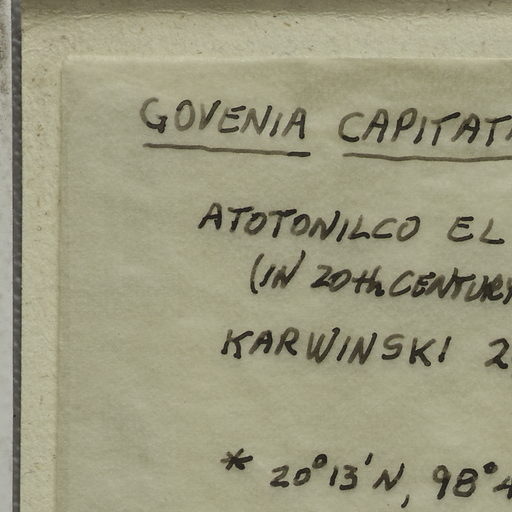 GOVENIA CAPITATA
ATOTONILCO EL
(IN 20th CENTURY
KARWINSKI 2
* 20°13'N, 98°4